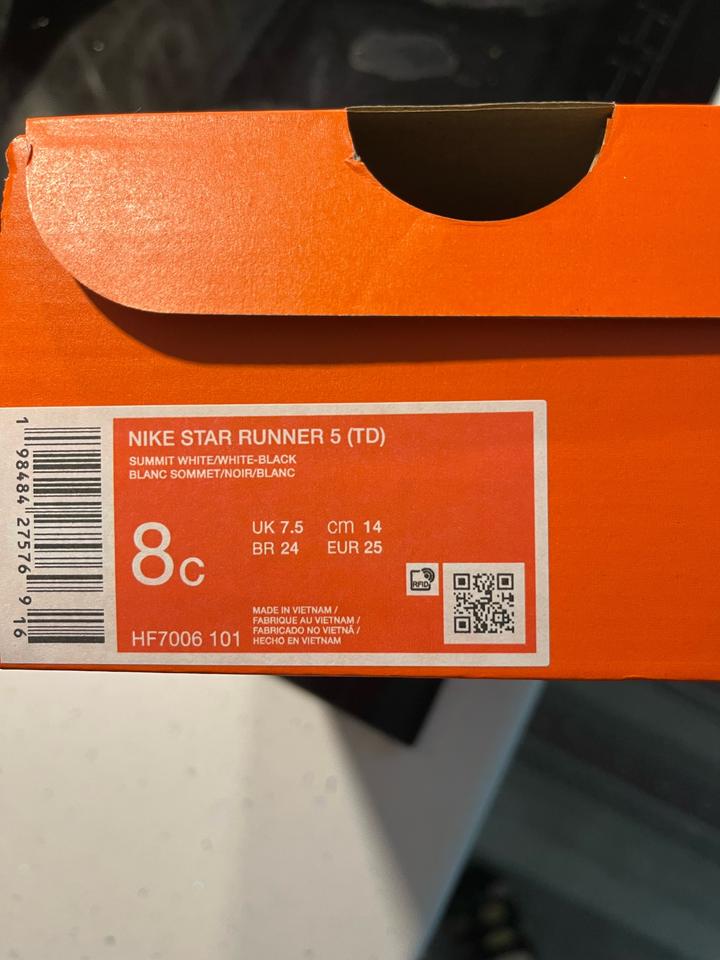 NIKE STAR RUNNER 5 (TD)
SUMMIT WHITE/WHITE-BLACK
BLANC SOMMET/NOIR/BLANC
8C
UK 7.5 cm 14
BR 24 EUR 25
RFID
MADE IN VIETNAM /
FABRIQUE AU VIETNAM /
FABRICADO NO VIETNÃ /
HECHO EN VIETNAM
HF7006 101
1 98484 27576 9 16